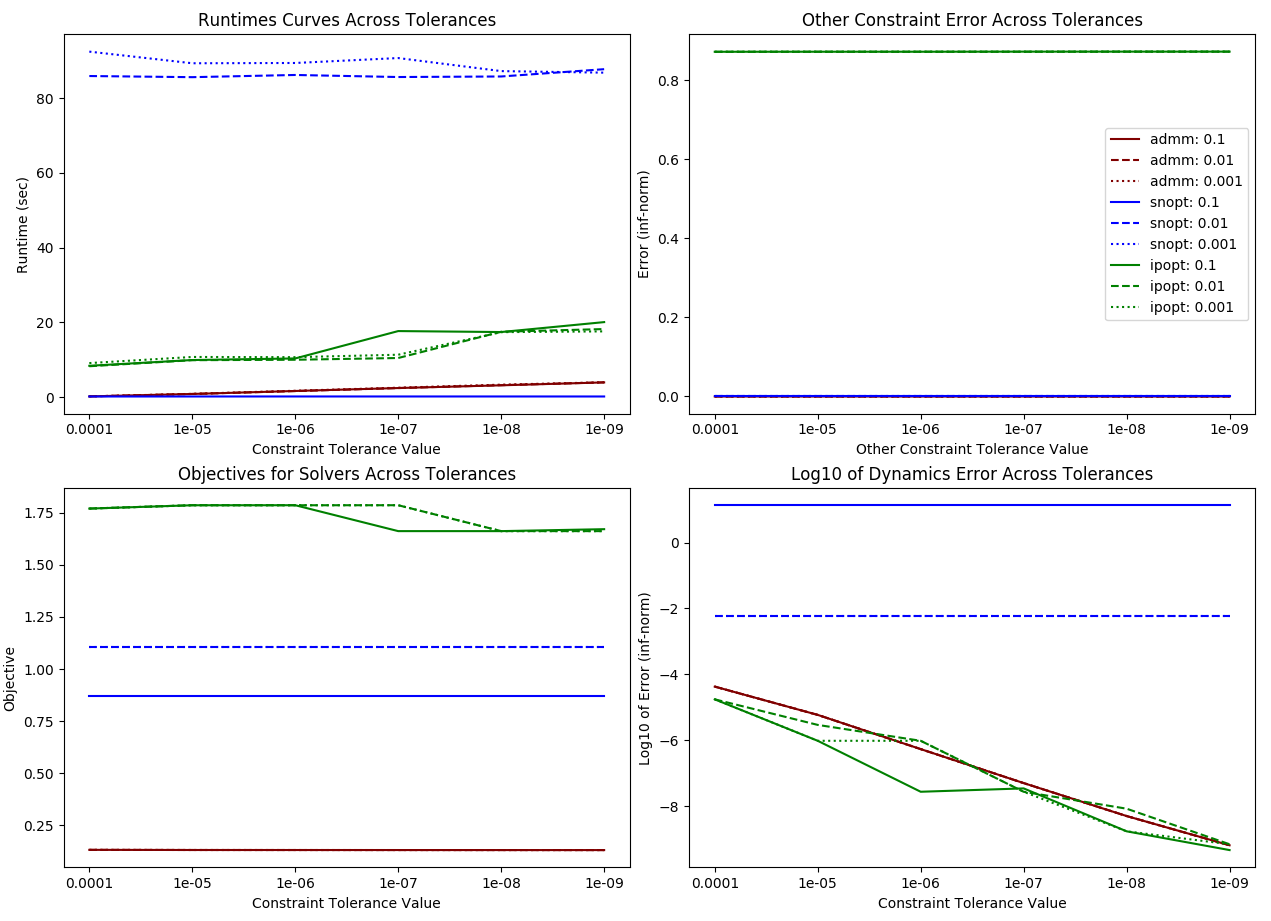 Runtimes Curves Across Tolerances
Runtime (sec)
80
60
40
20
0
0.0001 1e-05 1e-06 1e-07 1e-08 1e-09
Constraint Tolerance Value
Other Constraint Error Across Tolerances
Error (inf-norm)
0.8
0.6
0.4
0.2
0.0
admm: 0.1
admm: 0.01
admm: 0.001
snopt: 0.1
snopt: 0.01
snopt: 0.001
ipopt: 0.1
ipopt: 0.01
ipopt: 0.001
0.0001 1e-05 1e-06 1e-07 1e-08 1e-09
Other Constraint Tolerance Value
Objectives for Solvers Across Tolerances
Objective
1.75
1.50
1.25
1.00
0.75
0.50
0.25
0.0001 1e-05 1e-06 1e-07 1e-08 1e-09
Constraint Tolerance Value
Log10 of Dynamics Error Across Tolerances
Log10 of Error (inf-norm)
0
−2
−4
−6
−8
0.0001 1e-05 1e-06 1e-07 1e-08 1e-09
Constraint Tolerance Value